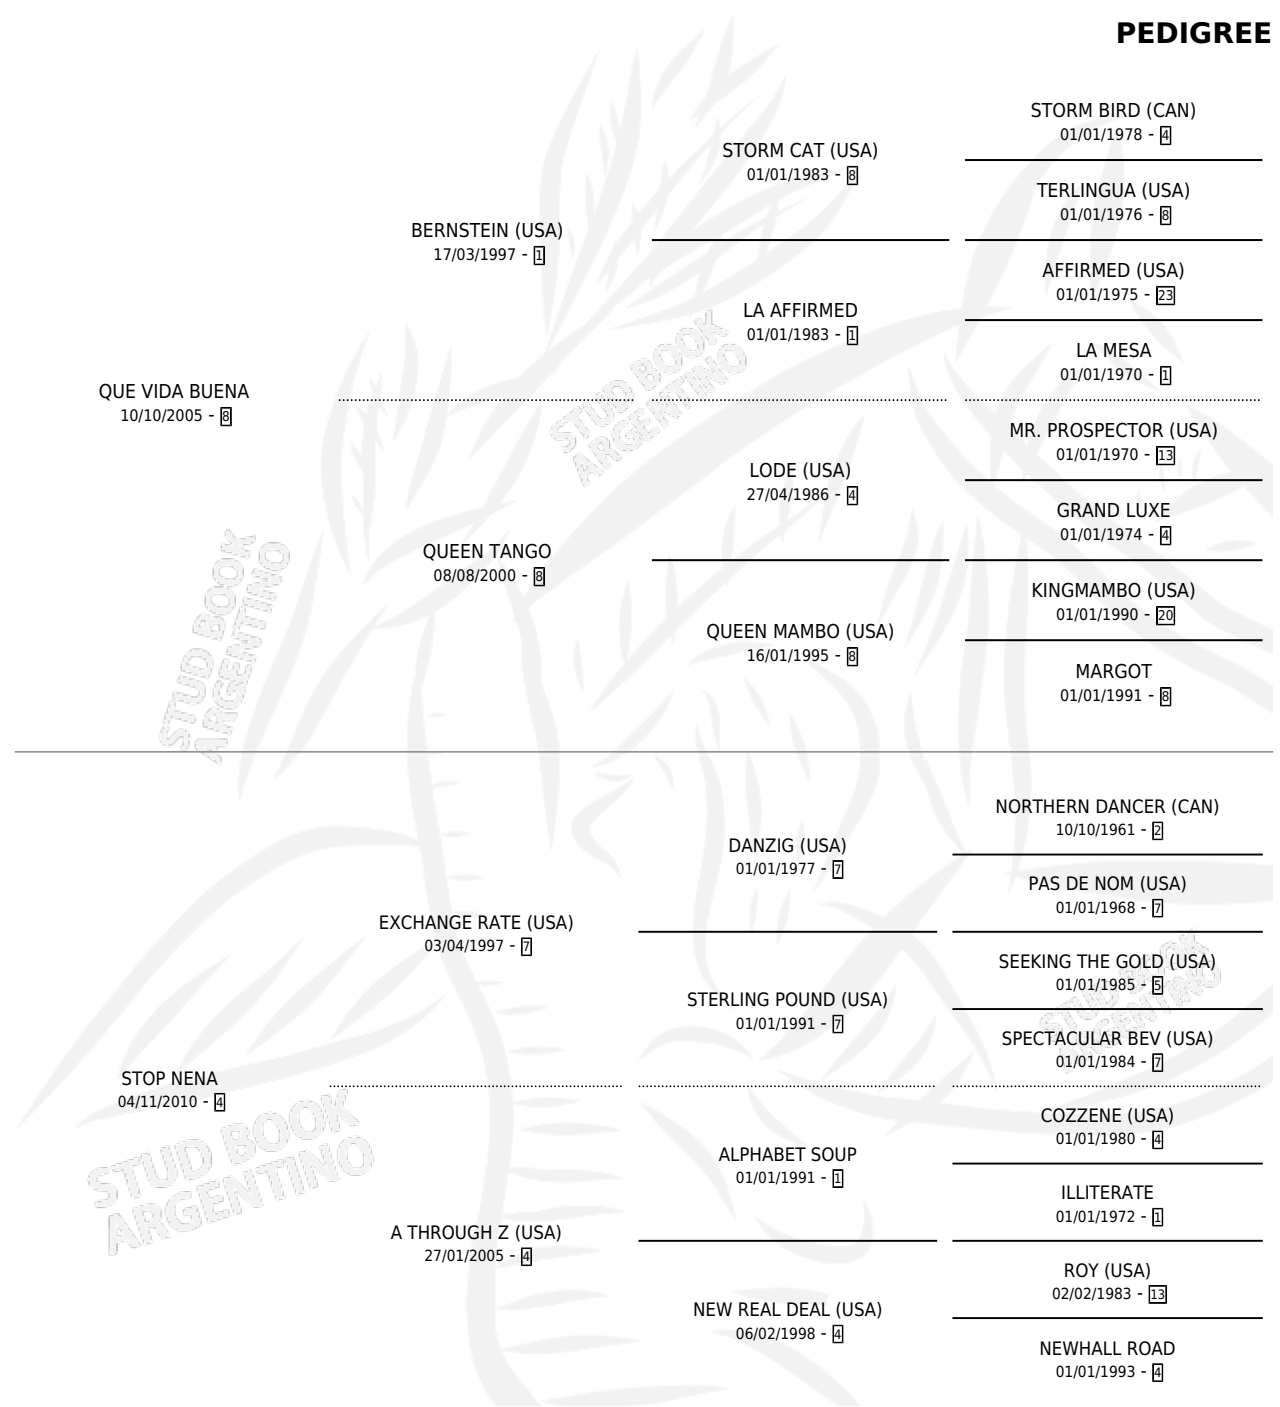 PEDIGREE
STORM BIRD (CAN)
01/01/1978 - 4
STORM CAT (USA)
01/01/1983 - 8
TERLINGUA (USA)
01/01/1976 - 8
BERNSTEIN (USA)
17/03/1997 - 1
AFFIRMED (USA)
01/01/1975 - 23
LA AFFIRMED
01/01/1983 - 1
LA MESA
01/01/1970 - 1
QUE VIDA BUENA
10/10/2005 - 8
MR. PROSPECTOR (USA)
01/01/1970 - 13
LODE (USA)
27/04/1986 - 4
GRAND LUXE
01/01/1974 - 4
QUEEN TANGO
08/08/2000 - 8
KINGMAMBO (USA)
01/01/1990 - 20
QUEEN MAMBO (USA)
16/01/1995 - 8
MARGOT
01/01/1991 - 8
NORTHERN DANCER (CAN)
10/10/1961 - 2
DANZIG (USA)
01/01/1977 - 7
PAS DE NOM (USA)
01/01/1968 - 7
EXCHANGE RATE (USA)
03/04/1997 - 7
SEEKING THE GOLD (USA)
01/01/1985 - 5
STERLING POUND (USA)
01/01/1991 - 7
SPECTACULAR BEV (USA)
01/01/1984 - 7
STOP NENA
04/11/2010 - 4
COZZENE (USA)
01/01/1980 - 4
ALPHABET SOUP
01/01/1991 - 1
ILLITERATE
01/01/1972 - 1
A THROUGH Z (USA)
27/01/2005 - 4
ROY (USA)
02/02/1983 - 13
NEW REAL DEAL (USA)
06/02/1998 - 4
NEWHALL ROAD
01/01/1993 - 4
STUD BOOK
ARGENTINO
STUD BOOK
ARGENTINO
STUD BOOK
ARGENTINO
STUD BOOK
ARGENTINO